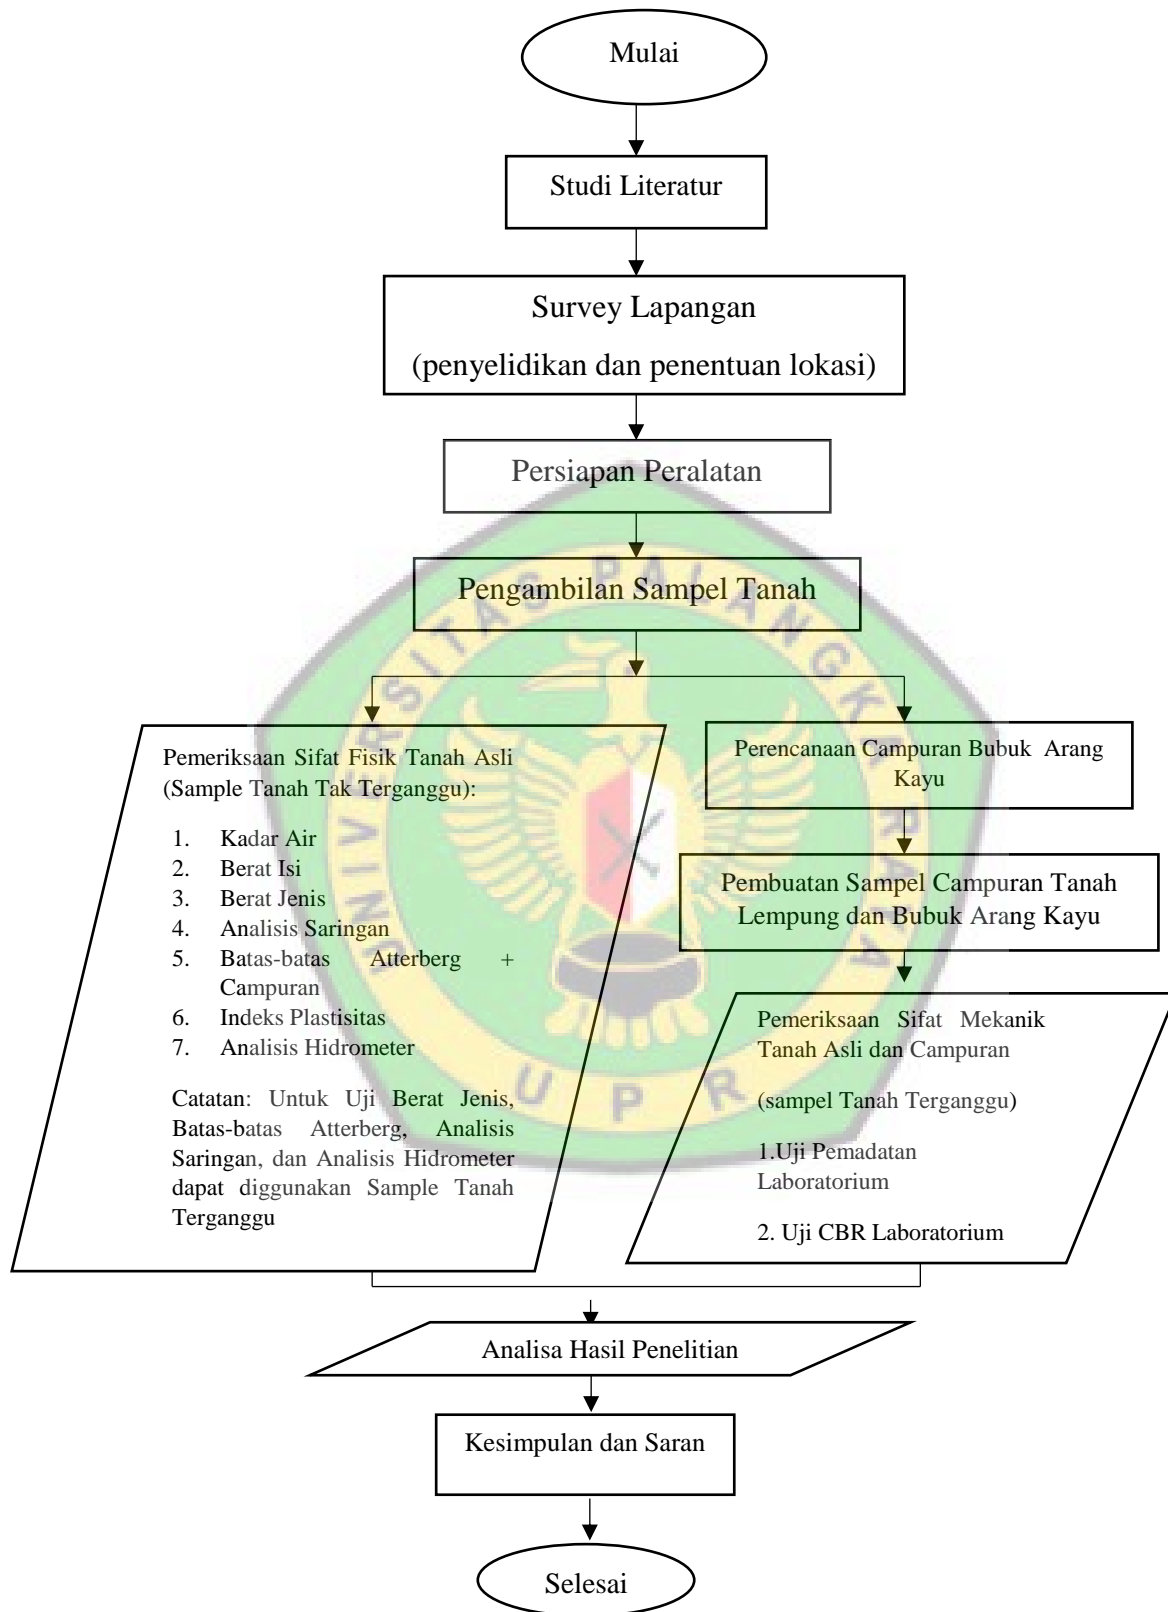 Mulai
Studi Literatur
Survey Lapangan
(penyelidikan dan penentuan lokasi)
Persiapan Peralatan
Pengambilan Sampel Tanah
UNIVERSITAS PALANGKA RAYA
UPR
Pemeriksaan Sifat Fisik Tanah Asli
(Sample Tanah Tak Terganggu):
1. Kadar Air
2. Berat Isi
3. Berat Jenis
4. Analisis Saringan
5. Batas-batas Atterberg +
Campuran
6. Indeks Plastisitas
7. Analisis Hidrometer
Catatan: Untuk Uji Berat Jenis,
Batas-batas Atterberg, Analisis
Saringan, dan Analisis Hidrometer
dapat diggunakan Sample Tanah
Terganggu
Perencanaan Campuran Bubuk Arang
Kayu
Pembuatan Sampel Campuran Tanah
Lempung dan Bubuk Arang Kayu
Pemeriksaan Sifat Mekanik
Tanah Asli dan Campuran
(sampel Tanah Terganggu)
1.Uji Pemadatan
Laboratorium
2. Uji CBR Laboratorium
Analisa Hasil Penelitian
Kesimpulan dan Saran
Selesai